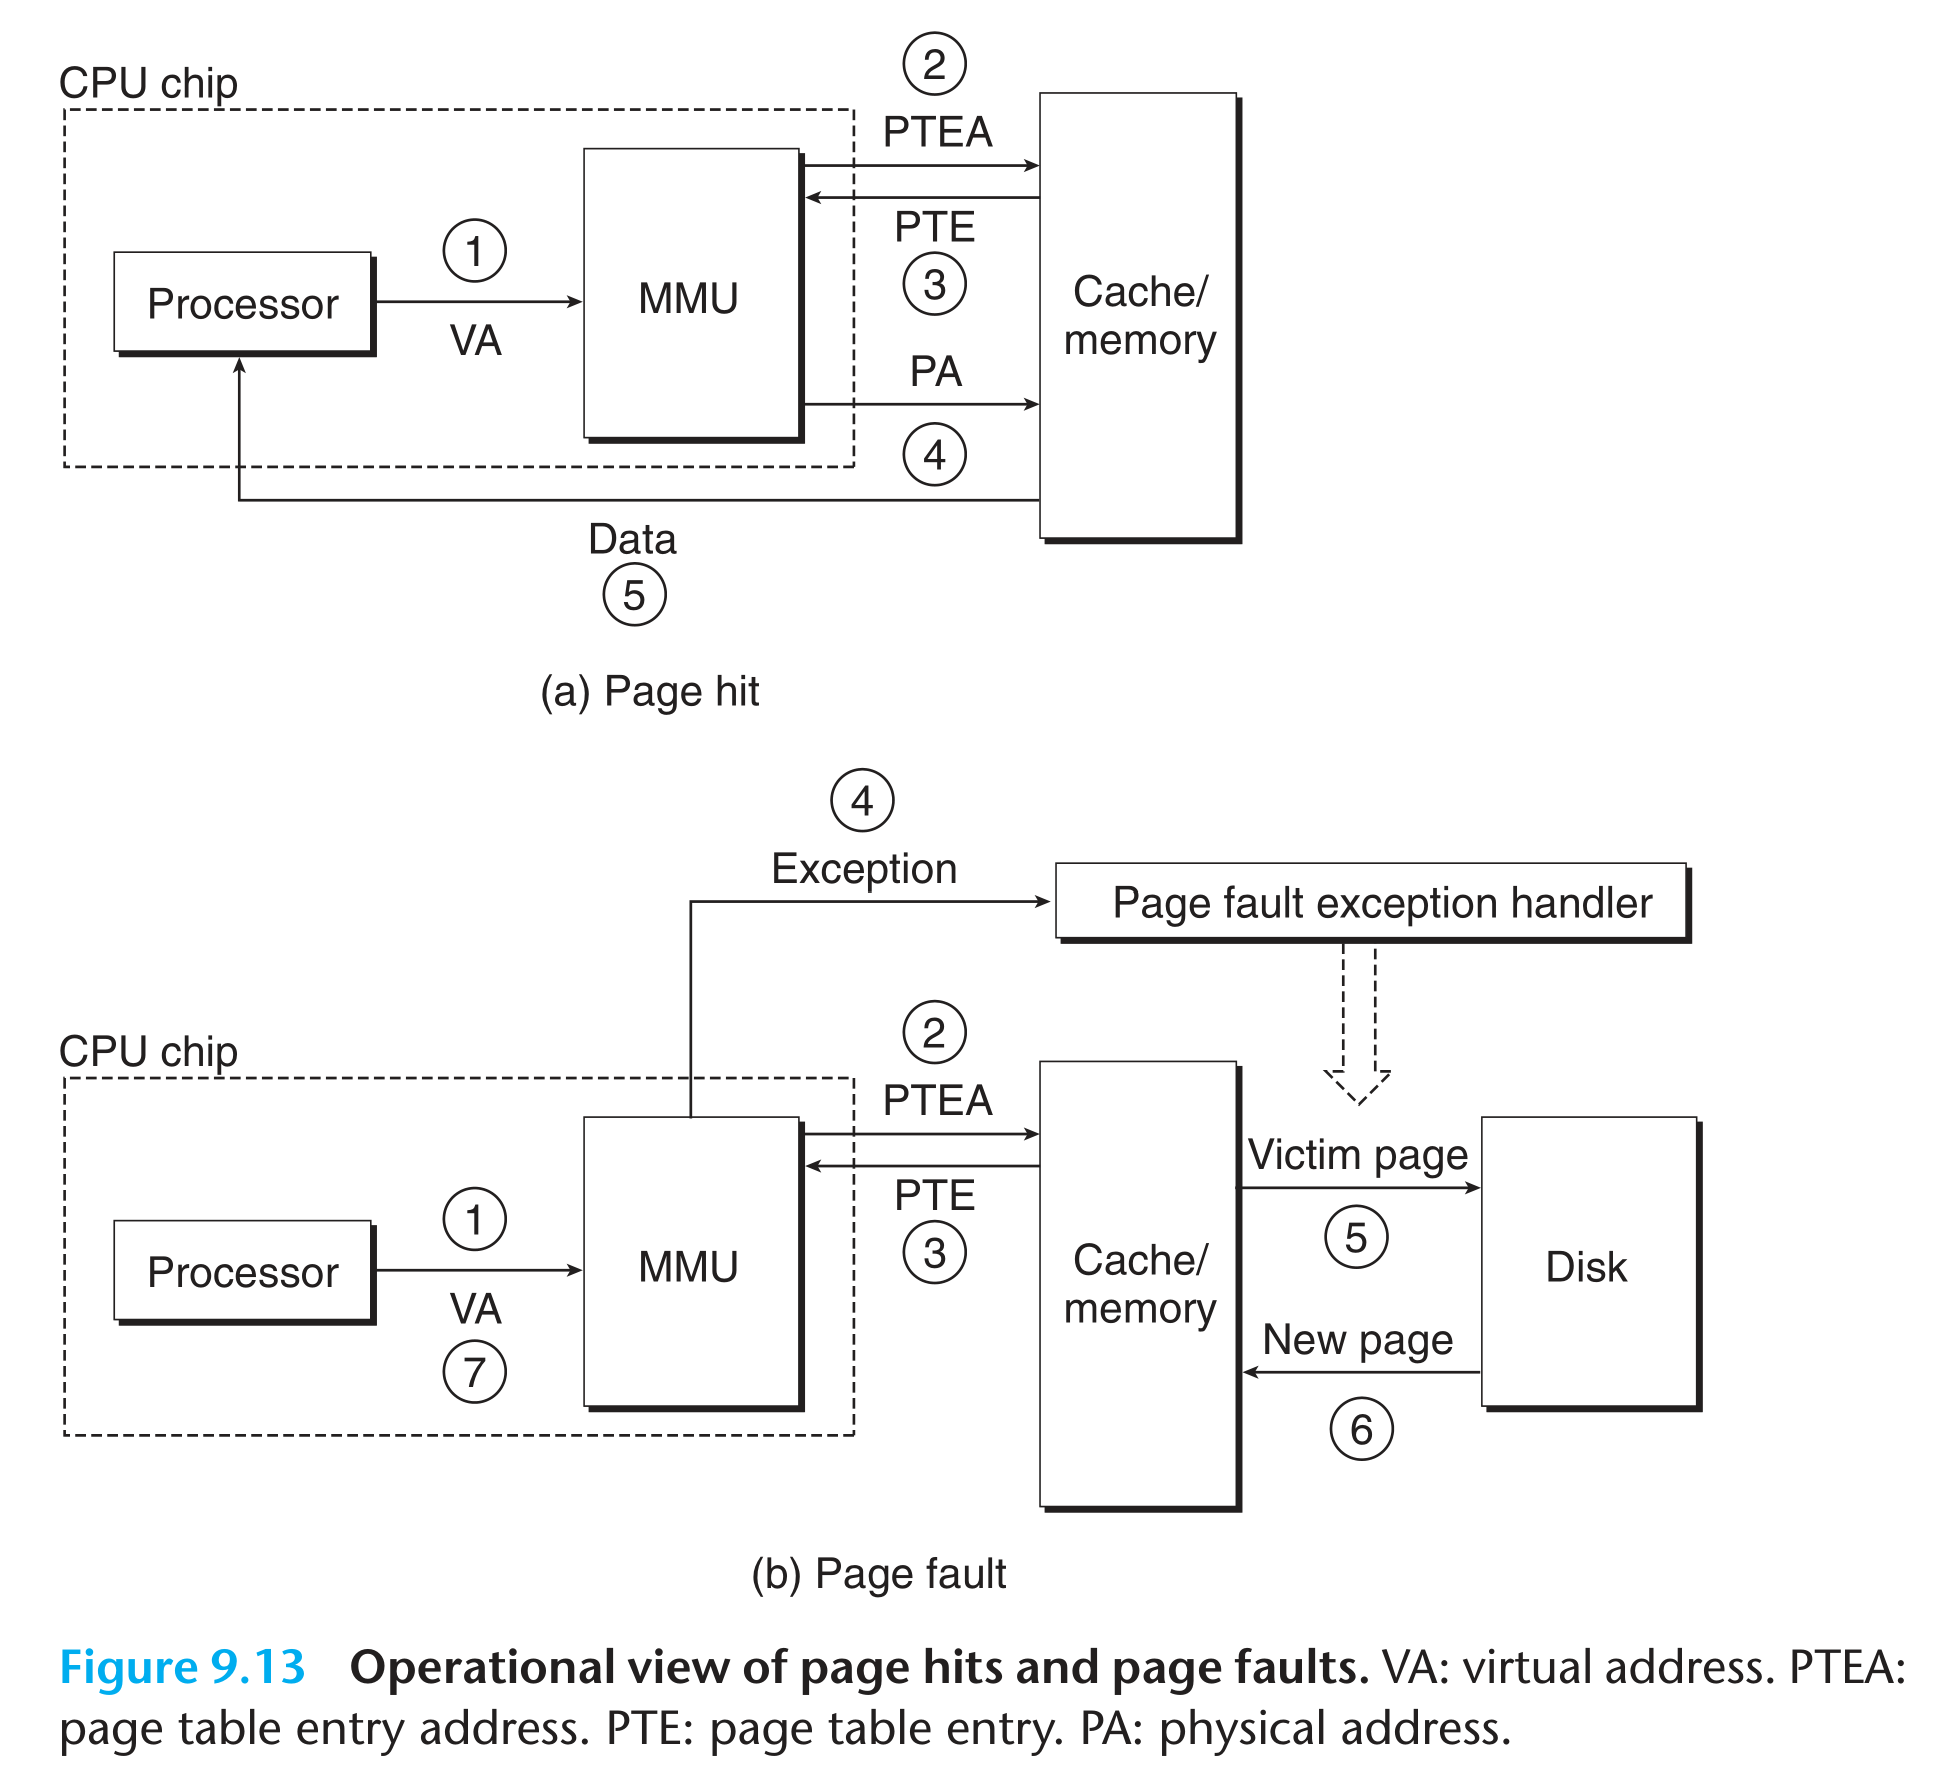 2
CPU chip
PTEA
1
PTE
Processor
MMU
3
Cache/
memory
VA
PA
4
Data
5
(a) Page hit
4
Exception
Page fault exception handler
2
CPU chip
PTEA
Victim page
1
PTE
5
Processor
MMU
3
Cache/
memory
Disk
VA
New page
7
6
(b) Page fault
Figure 9.13 Operational view of page hits and page faults. VA: virtual address. PTEA:
page table entry address. PTE: page table entry. PA: physical address.